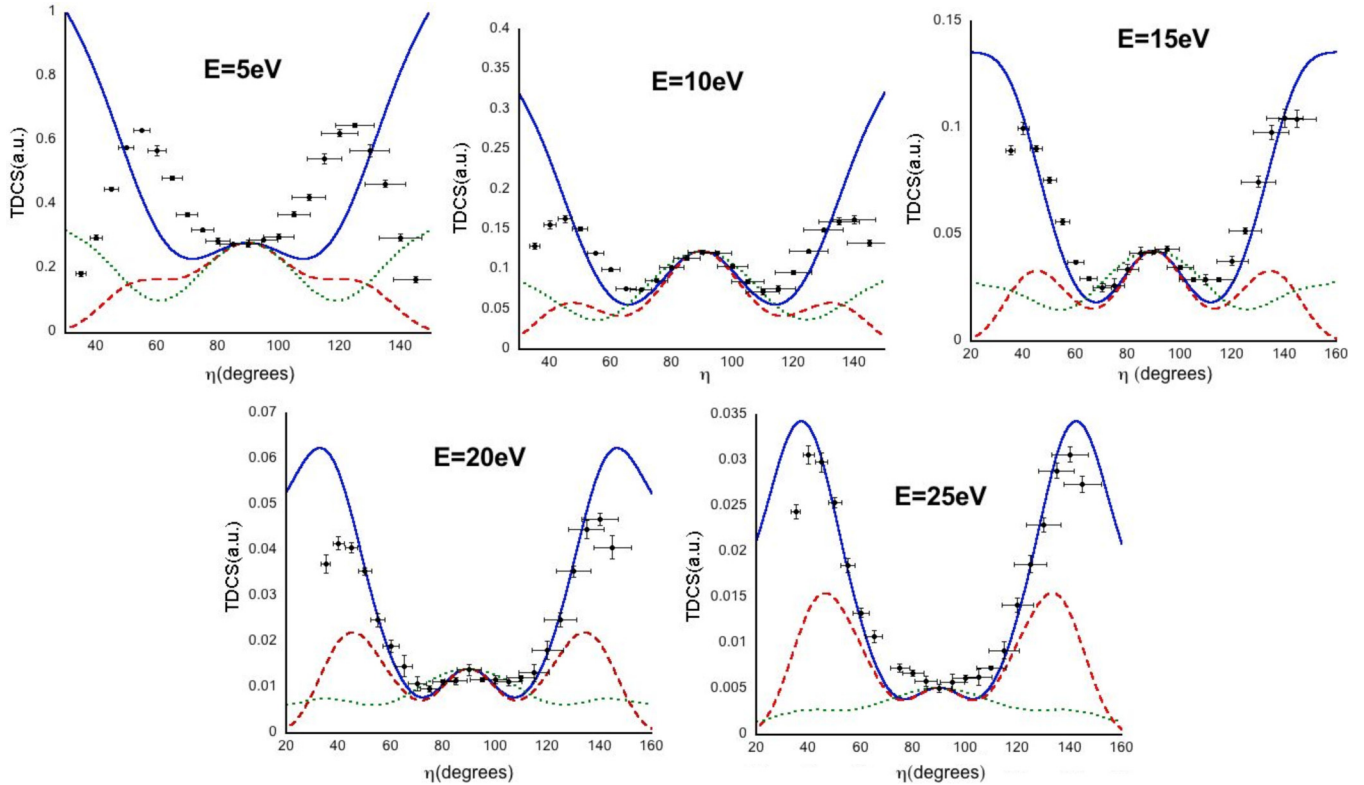 E=5eV
TDCS(a.u.)
1
0.8
0.6
0.4
0.2
0
40 60 80 100 120 140
η(degrees)
E=10eV
TDCS(a.u.)
0.4
0.35
0.3
0.25
0.2
0.15
0.1
0.05
0
40 60 80 100 120 140
η
E=15eV
TDCS(a.u.)
0.15
0.1
0.05
0
20 40 60 80 100 120 140 160
η (degrees)
E=20eV
TDCS(a.u.)
0.07
0.06
0.05
0.04
0.03
0.02
0.01
0
20 40 60 80 100 120 140 160
η(degrees)
E=25eV
TDCS(a.u.)
0.035
0.03
0.025
0.02
0.015
0.01
0.005
0
20 40 60 80 100 120 140 160
η(degrees)